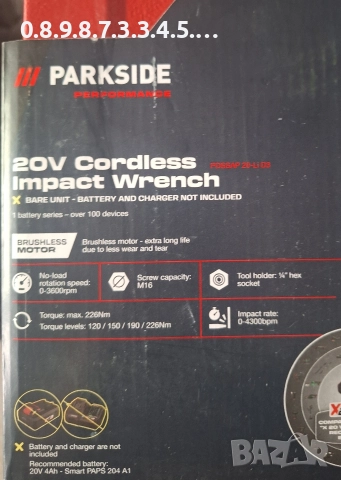 0.8.9.8.7.3.3.4.5....
PARKSIDE
PERFORMANCE
20V Cordless
Impact Wrench
BARE UNIT - BATTERY AND CHARGER NOT INCLUDED
1 battery series – over 100 devices
BRUSHLESS
MOTOR
Brushless motor - extra long life
due to less wear and tear
No-load
rotation speed:
0-3600rpm
Screw capacity:
M16
Tool holder: ¼" hex
socket
Torque: max. 226Nm
Torque levels: 120 / 150 / 190 / 226Nm
Impact rate:
0-4300bpm
Battery and charger are not
included
Recommended battery:
20V 4Ah - Smart PAPS 204 A1
BAZAR